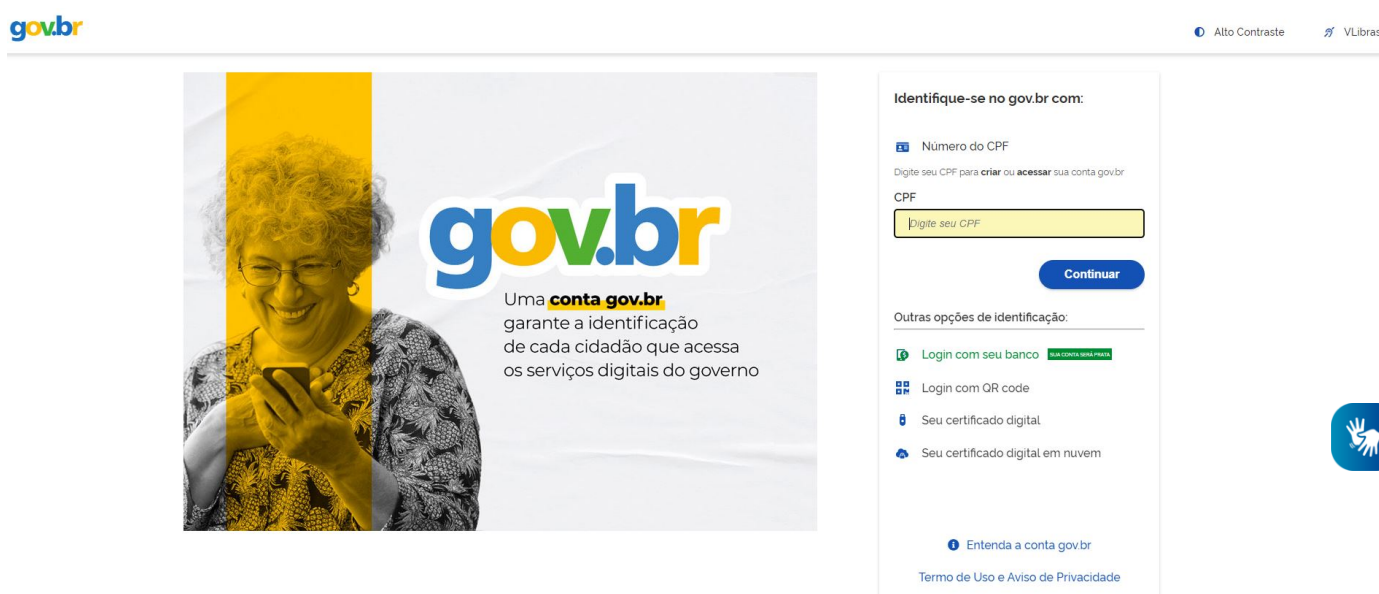 gov.br
Alto Contraste
VLibras
gov.br
Uma conta gov.br
garante a identificação
de cada cidadão que acessa
os serviços digitais do governo
Identifique-se no gov.br com:
Número do CPF
Digite seu CPF para criar ou acessar sua conta gov.br
CPF
Digite seu CPF
Continuar
Outras opções de identificação:
Login com seu banco SUA CONTA SERÁ PRATA
Login com QR code
Seu certificado digital
Seu certificado digital em nuvem
Entenda a conta gov.br
Termo de Uso e Aviso de Privacidade